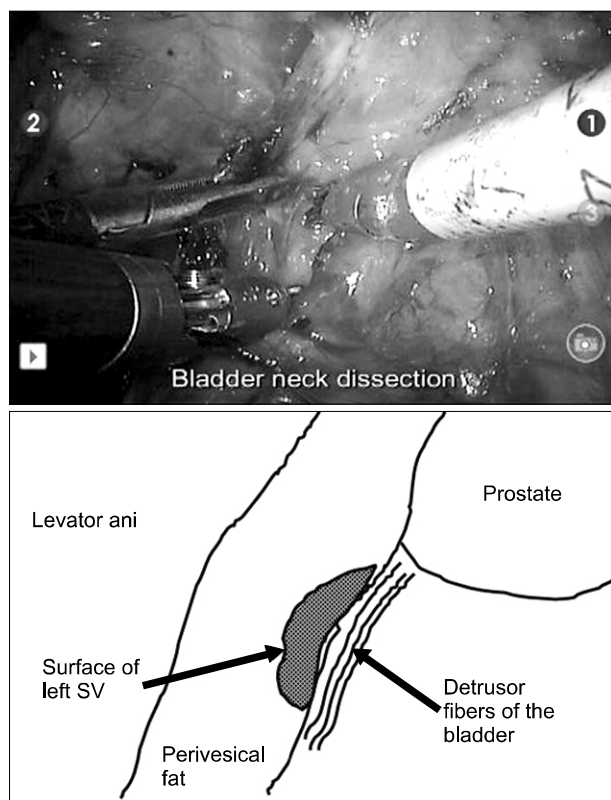 2
1
3
Bladder neck dissection
Levator ani
Prostate
Surface of
left SV
Detrusor
fibers of the
bladder
Perivesical
fat